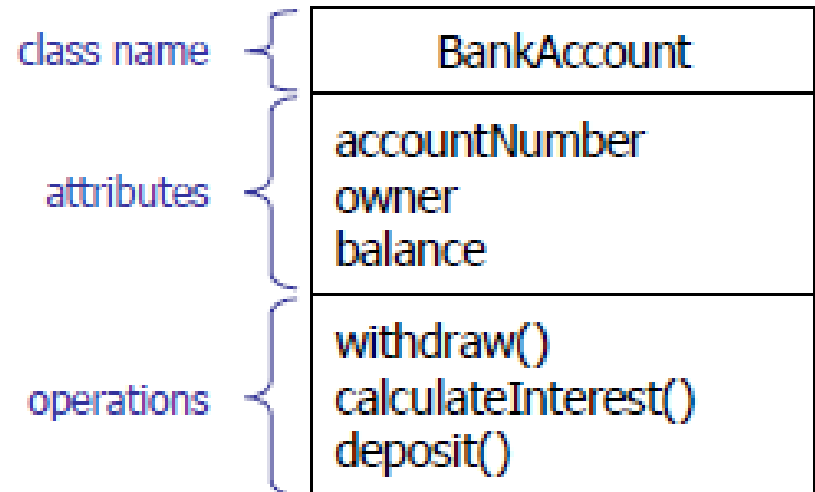 class name
BankAccount
attributes
accountNumber
owner
balance
operations
withdraw()
calculateInterest()
deposit()